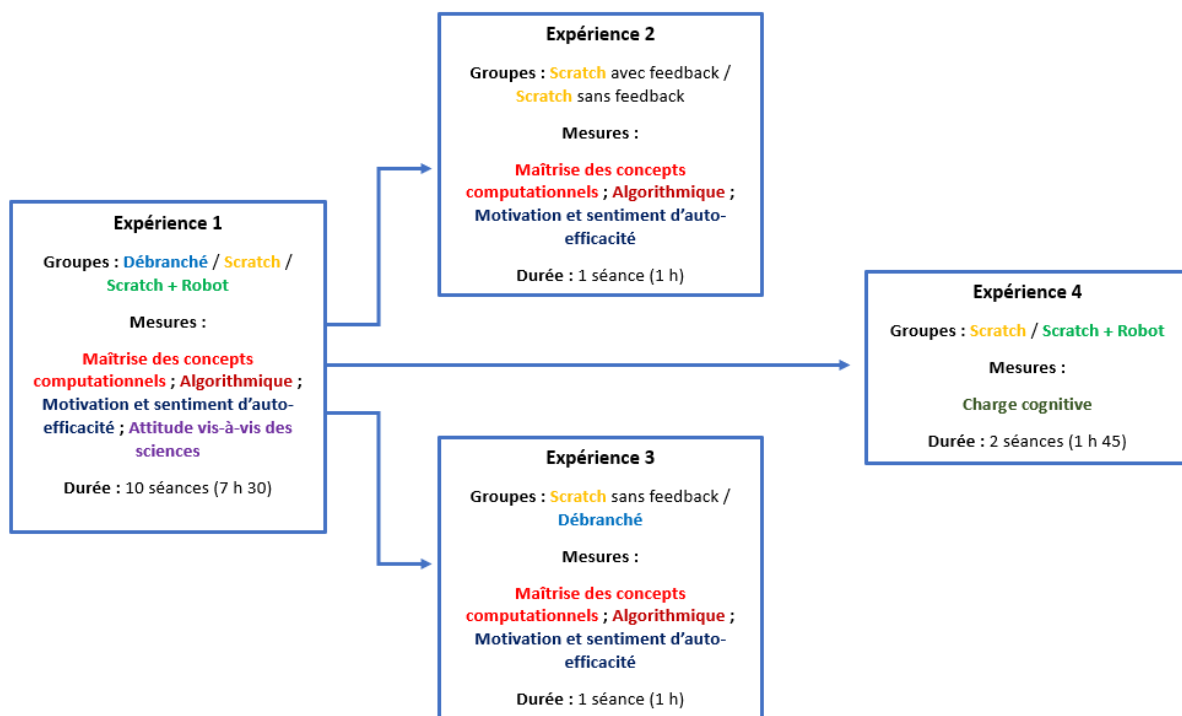 Expérience 1
Groupes : Débranché / Scratch /
Scratch + Robot
Mesures :
Maîtrise des concepts
computationnels ; Algorithmique ;
Motivation et sentiment d'auto-
efficacité ; Attitude vis-à-vis des
sciences
Durée : 10 séances (7 h 30)
Expérience 2
Groupes : Scratch avec feedback /
Scratch sans feedback
Mesures :
Maîtrise des concepts
computationnels ; Algorithmique ;
Motivation et sentiment d'auto-
efficacité
Durée : 1 séance (1 h)
Expérience 3
Groupes : Scratch sans feedback /
Débranché
Mesures :
Maîtrise des concepts
computationnels ; Algorithmique ;
Motivation et sentiment d'auto-
efficacité
Durée : 1 séance (1 h)
Expérience 4
Groupes : Scratch / Scratch + Robot
Mesures :
Charge cognitive
Durée : 2 séances (1 h 45)